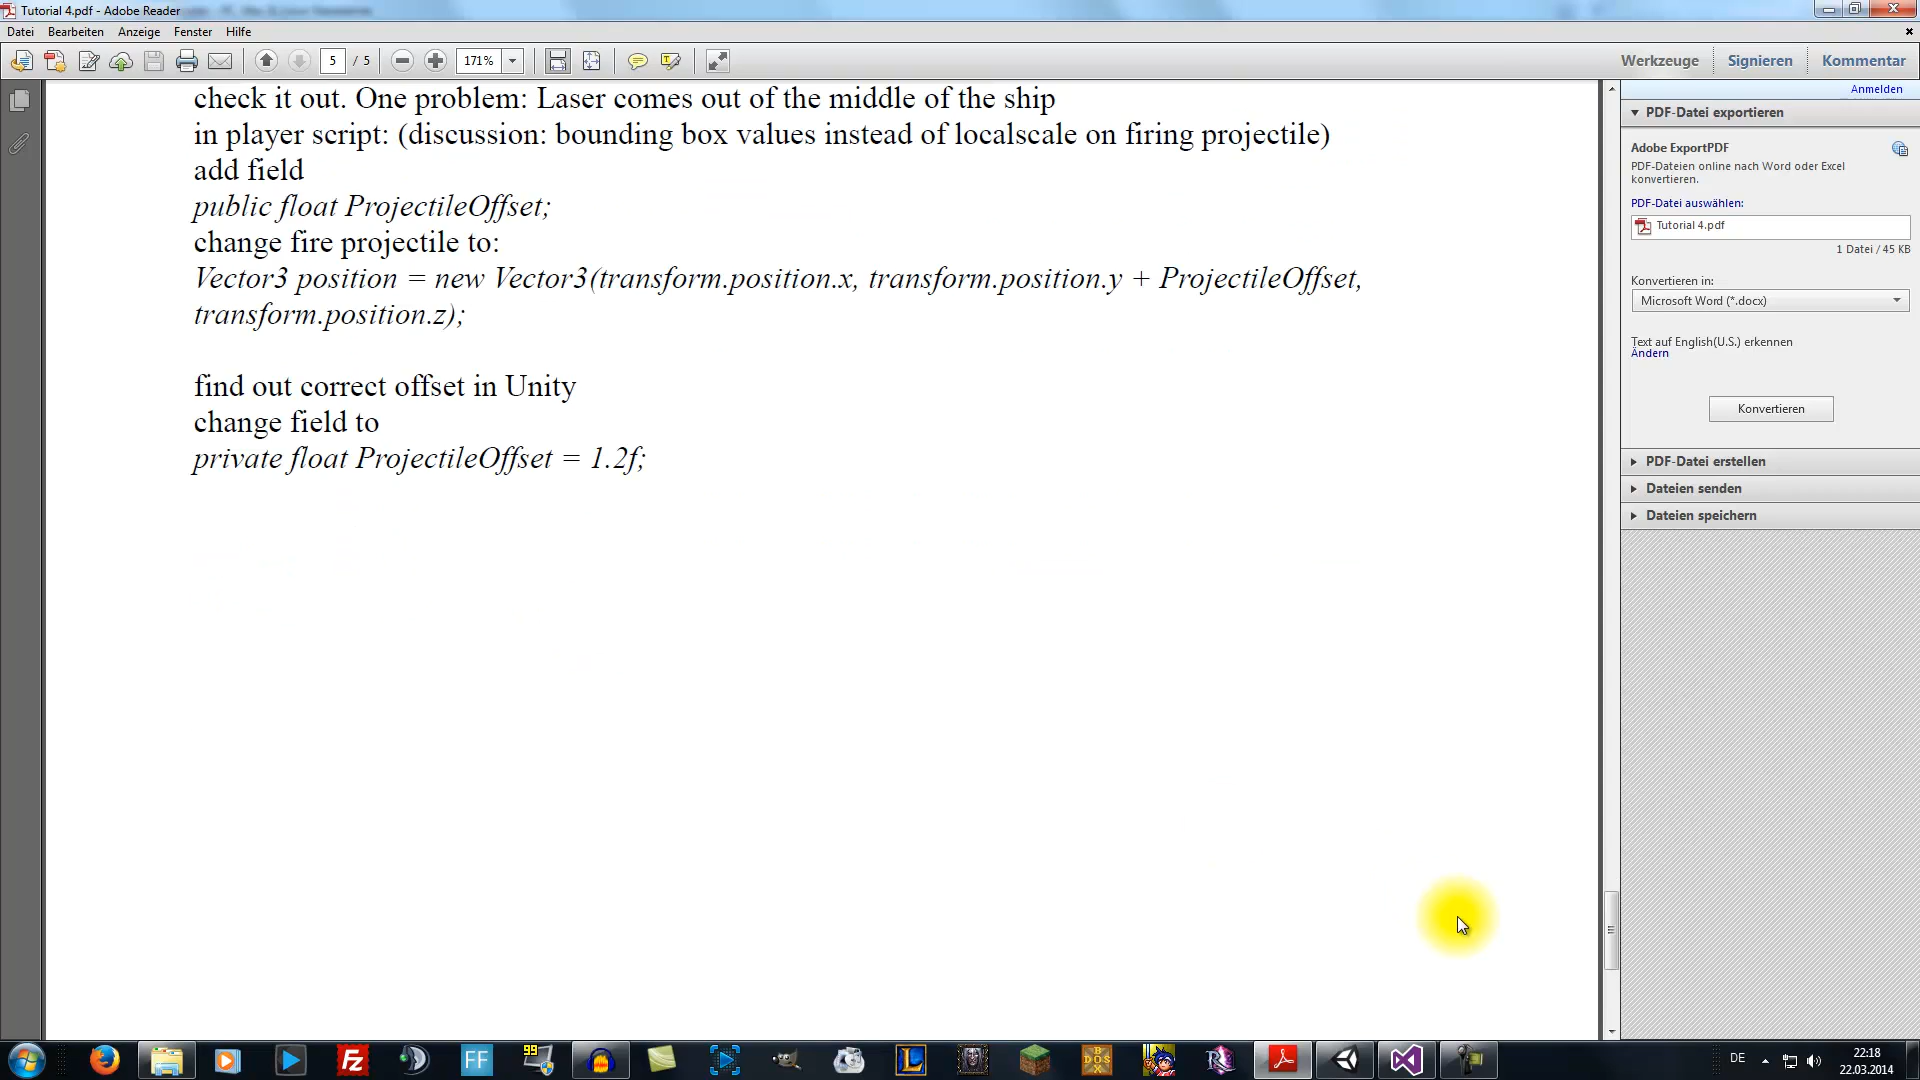 Tutorial 4.pdf - Adobe Reader
Datei Bearbeiten Anzeige Fenster Hilfe
5 / 5 171% Werkzeuge Signieren Kommentar
check it out. One problem: Laser comes out of the middle of the ship
in player script: (discussion: bounding box values instead of localscale on firing projectile)
add field
public float ProjectileOffset;
change fire projectile to:
Vector3 position = new Vector3(transform.position.x, transform.position.y + ProjectileOffset,
transform.position.z);
find out correct offset in Unity
change field to
private float ProjectileOffset = 1.2f;
Anmelden
PDF-Datei exportieren
Adobe ExportPDF
PDF-Dateien online nach Word oder Excel
konvertieren.
PDF-Datei auswählen:
Tutorial 4.pdf
1 Datei / 45 KB
Konvertieren in:
Microsoft Word (*.docx)
Text auf English(U.S.) erkennen
Ändern
Konvertieren
PDF-Datei erstellen
Dateien senden
Dateien speichern
FF
99
BOX
DOS
DE
22:18
22.03.2014